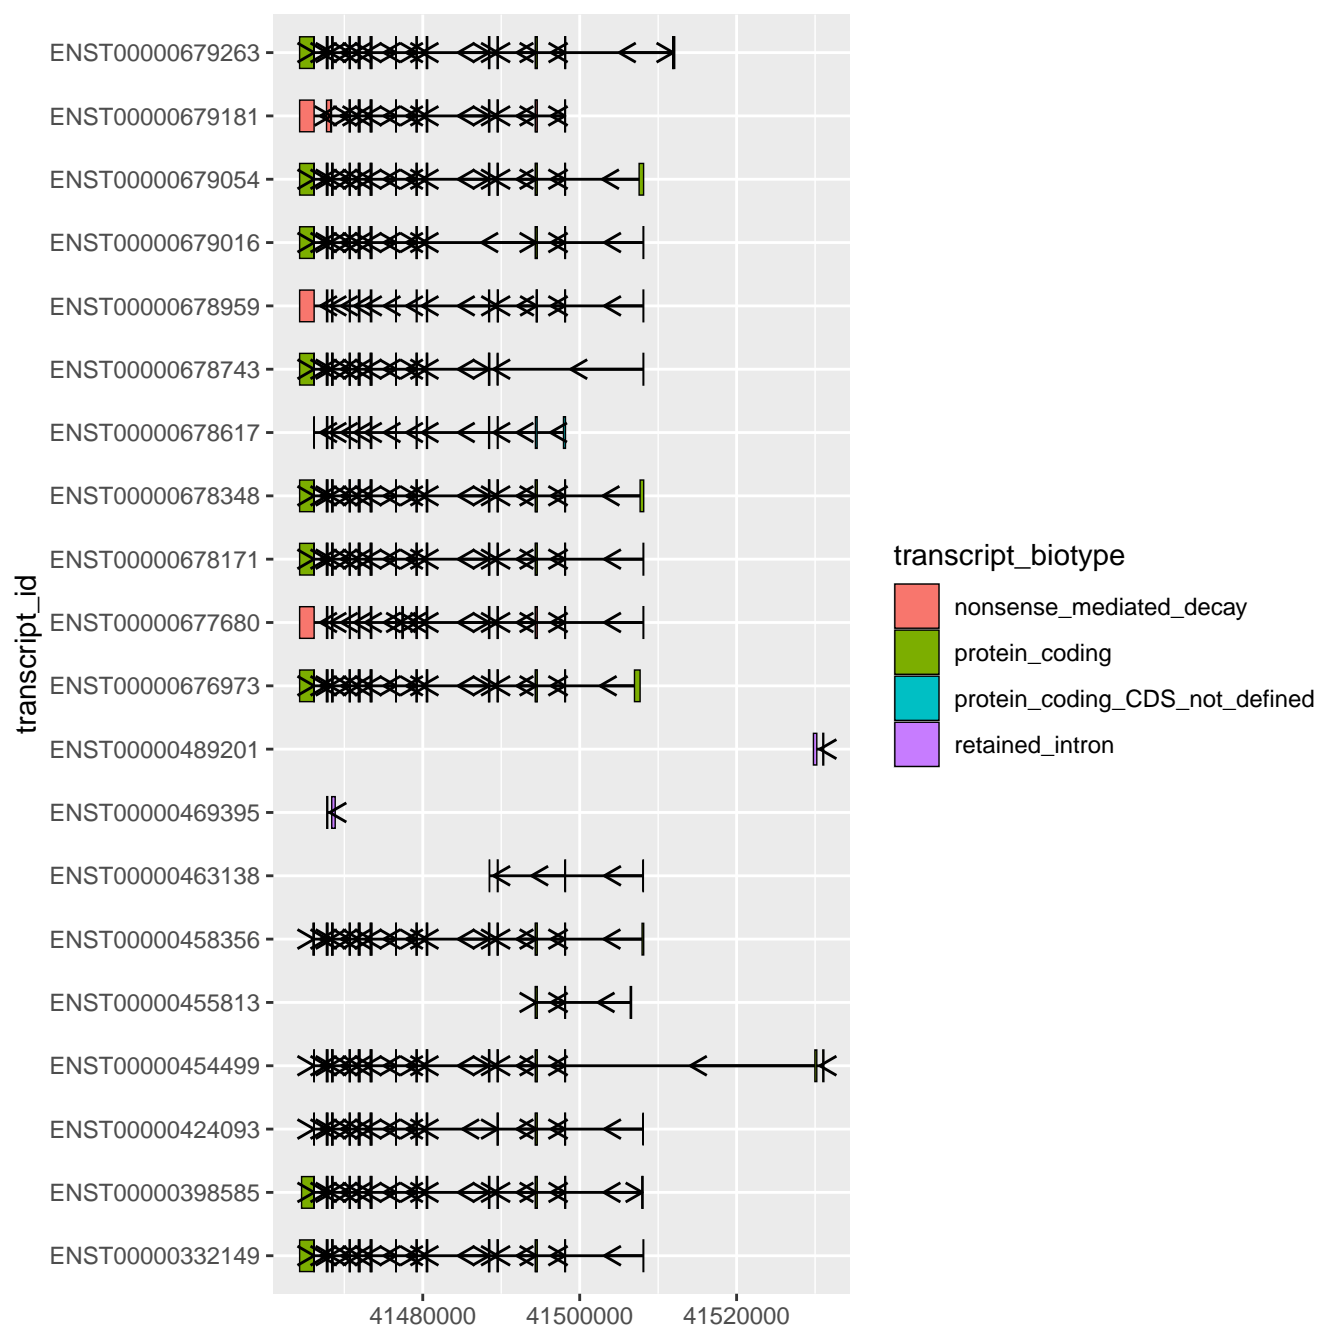 ENST00000679263
ENST00000679181
ENST00000679054
ENST00000679016
ENST00000678959
ENST00000678743
ENST00000678617
ENST00000678348
ENST00000678171
ENST00000677680
ENST00000676973
ENST00000489201
ENST00000469395
ENST00000463138
ENST00000458356
ENST00000455813
ENST00000454499
ENST00000424093
ENST00000398585
ENST00000332149
transcript_id
41480000
41500000
41520000
transcript_biotype
nonsense_mediated_decay
protein_coding
protein_coding_CDS_not_defined
retained_intron